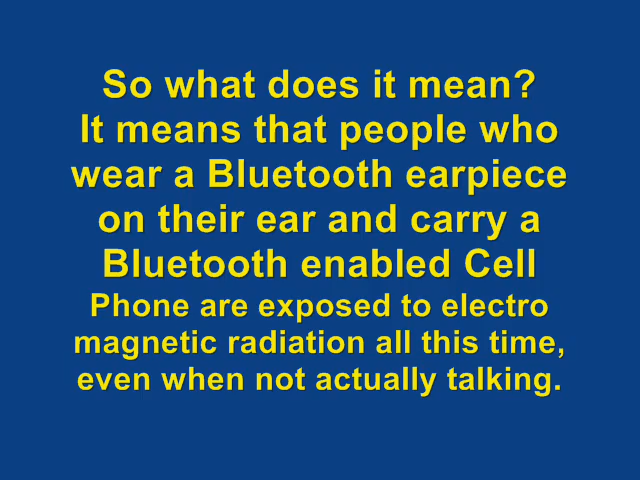 So what does it mean?
It means that people who
wear a Bluetooth earpiece
on their ear and carry a
Bluetooth enabled Cell
Phone are exposed to electro
magnetic radiation all this time,
even when not actually talking.